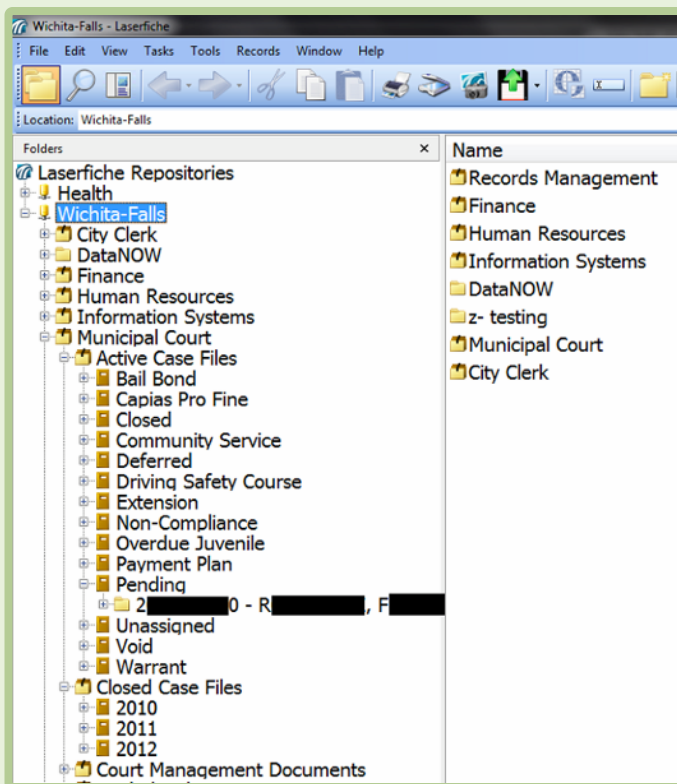 Wichita-Falls - Laserfiche
File Edit View Tasks Tools Records Window Help
Location: Wichita-Falls
Folders ×
Laserfiche Repositories
Health
Wichita-Falls
City Clerk
DataNOW
Finance
Human Resources
Information Systems
Municipal Court
Active Case Files
Bail Bond
Capias Pro Fine
Closed
Community Service
Deferred
Driving Safety Course
Extension
Non-Compliance
Overdue Juvenile
Payment Plan
Pending
2 0 - R , F
Unassigned
Void
Warrant
Closed Case Files
2010
2011
2012
Court Management Documents
Name
Records Management
Finance
Human Resources
Information Systems
DataNOW
z- testing
Municipal Court
City Clerk